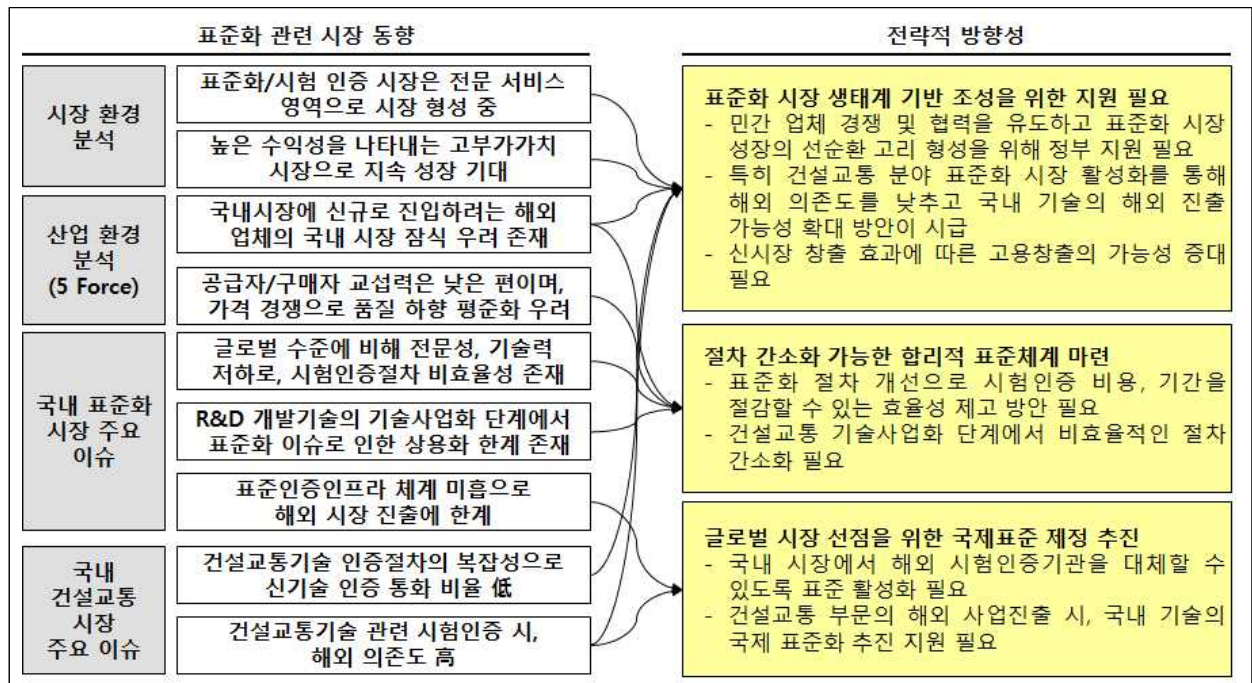 표준화 관련 시장 동향
전략적 방향성
시장 환경
분석
표준화/시험 인증 시장은 전문 서비스
영역으로 시장 형성 중
높은 수익성을 나타내는 고부가가치
시장으로 지속 성장 기대
산업 환경
분석
(5 Force)
국내시장에 신규로 진입하려는 해외
업체의 국내 시장 잠식 우려 존재
공급자/구매자 교섭력은 낮은 편이며,
가격 경쟁으로 품질 하향 평준화 우려
국내 표준화
시장 주요
이슈
글로벌 수준에 비해 전문성, 기술력
저하로, 시험인증절차 비효율성 존재
R&D 개발기술의 기술사업화 단계에서
표준화 이슈로 인한 상용화 한계 존재
표준인증인프라 체계 미흡으로
해외 시장 진출에 한계
국내
건설교통
시장
주요 이슈
건설교통기술 인증절차의 복잡성으로
신기술 인증 통화 비율 低
건설교통기술 관련 시험인증 시,
해외 의존도 高
표준화 시장 생태계 기반 조성을 위한 지원 필요
- 민간 업체 경쟁 및 협력을 유도하고 표준화 시장
성장의 선순환 고리 형성을 위해 정부 지원 필요
- 특히 건설교통 분야 표준화 시장 활성화를 통해
해외 의존도를 낮추고 국내 기술의 해외 진출
가능성 확대 방안이 시급
- 신시장 창출 효과에 따른 고용창출의 가능성 증대
필요
절차 간소화 가능한 합리적 표준체계 마련
- 표준화 절차 개선으로 시험인증 비용, 기간을
절감할 수 있는 효율성 제고 방안 필요
- 건설교통 기술사업화 단계에서 비효율적인 절차
간소화 필요
글로벌 시장 선점을 위한 국제표준 제정 추진
- 국내 시장에서 해외 시험인증기관을 대체할 수
있도록 표준 활성화 필요
- 건설교통 부문의 해외 사업진출 시, 국내 기술의
국제 표준화 추진 지원 필요